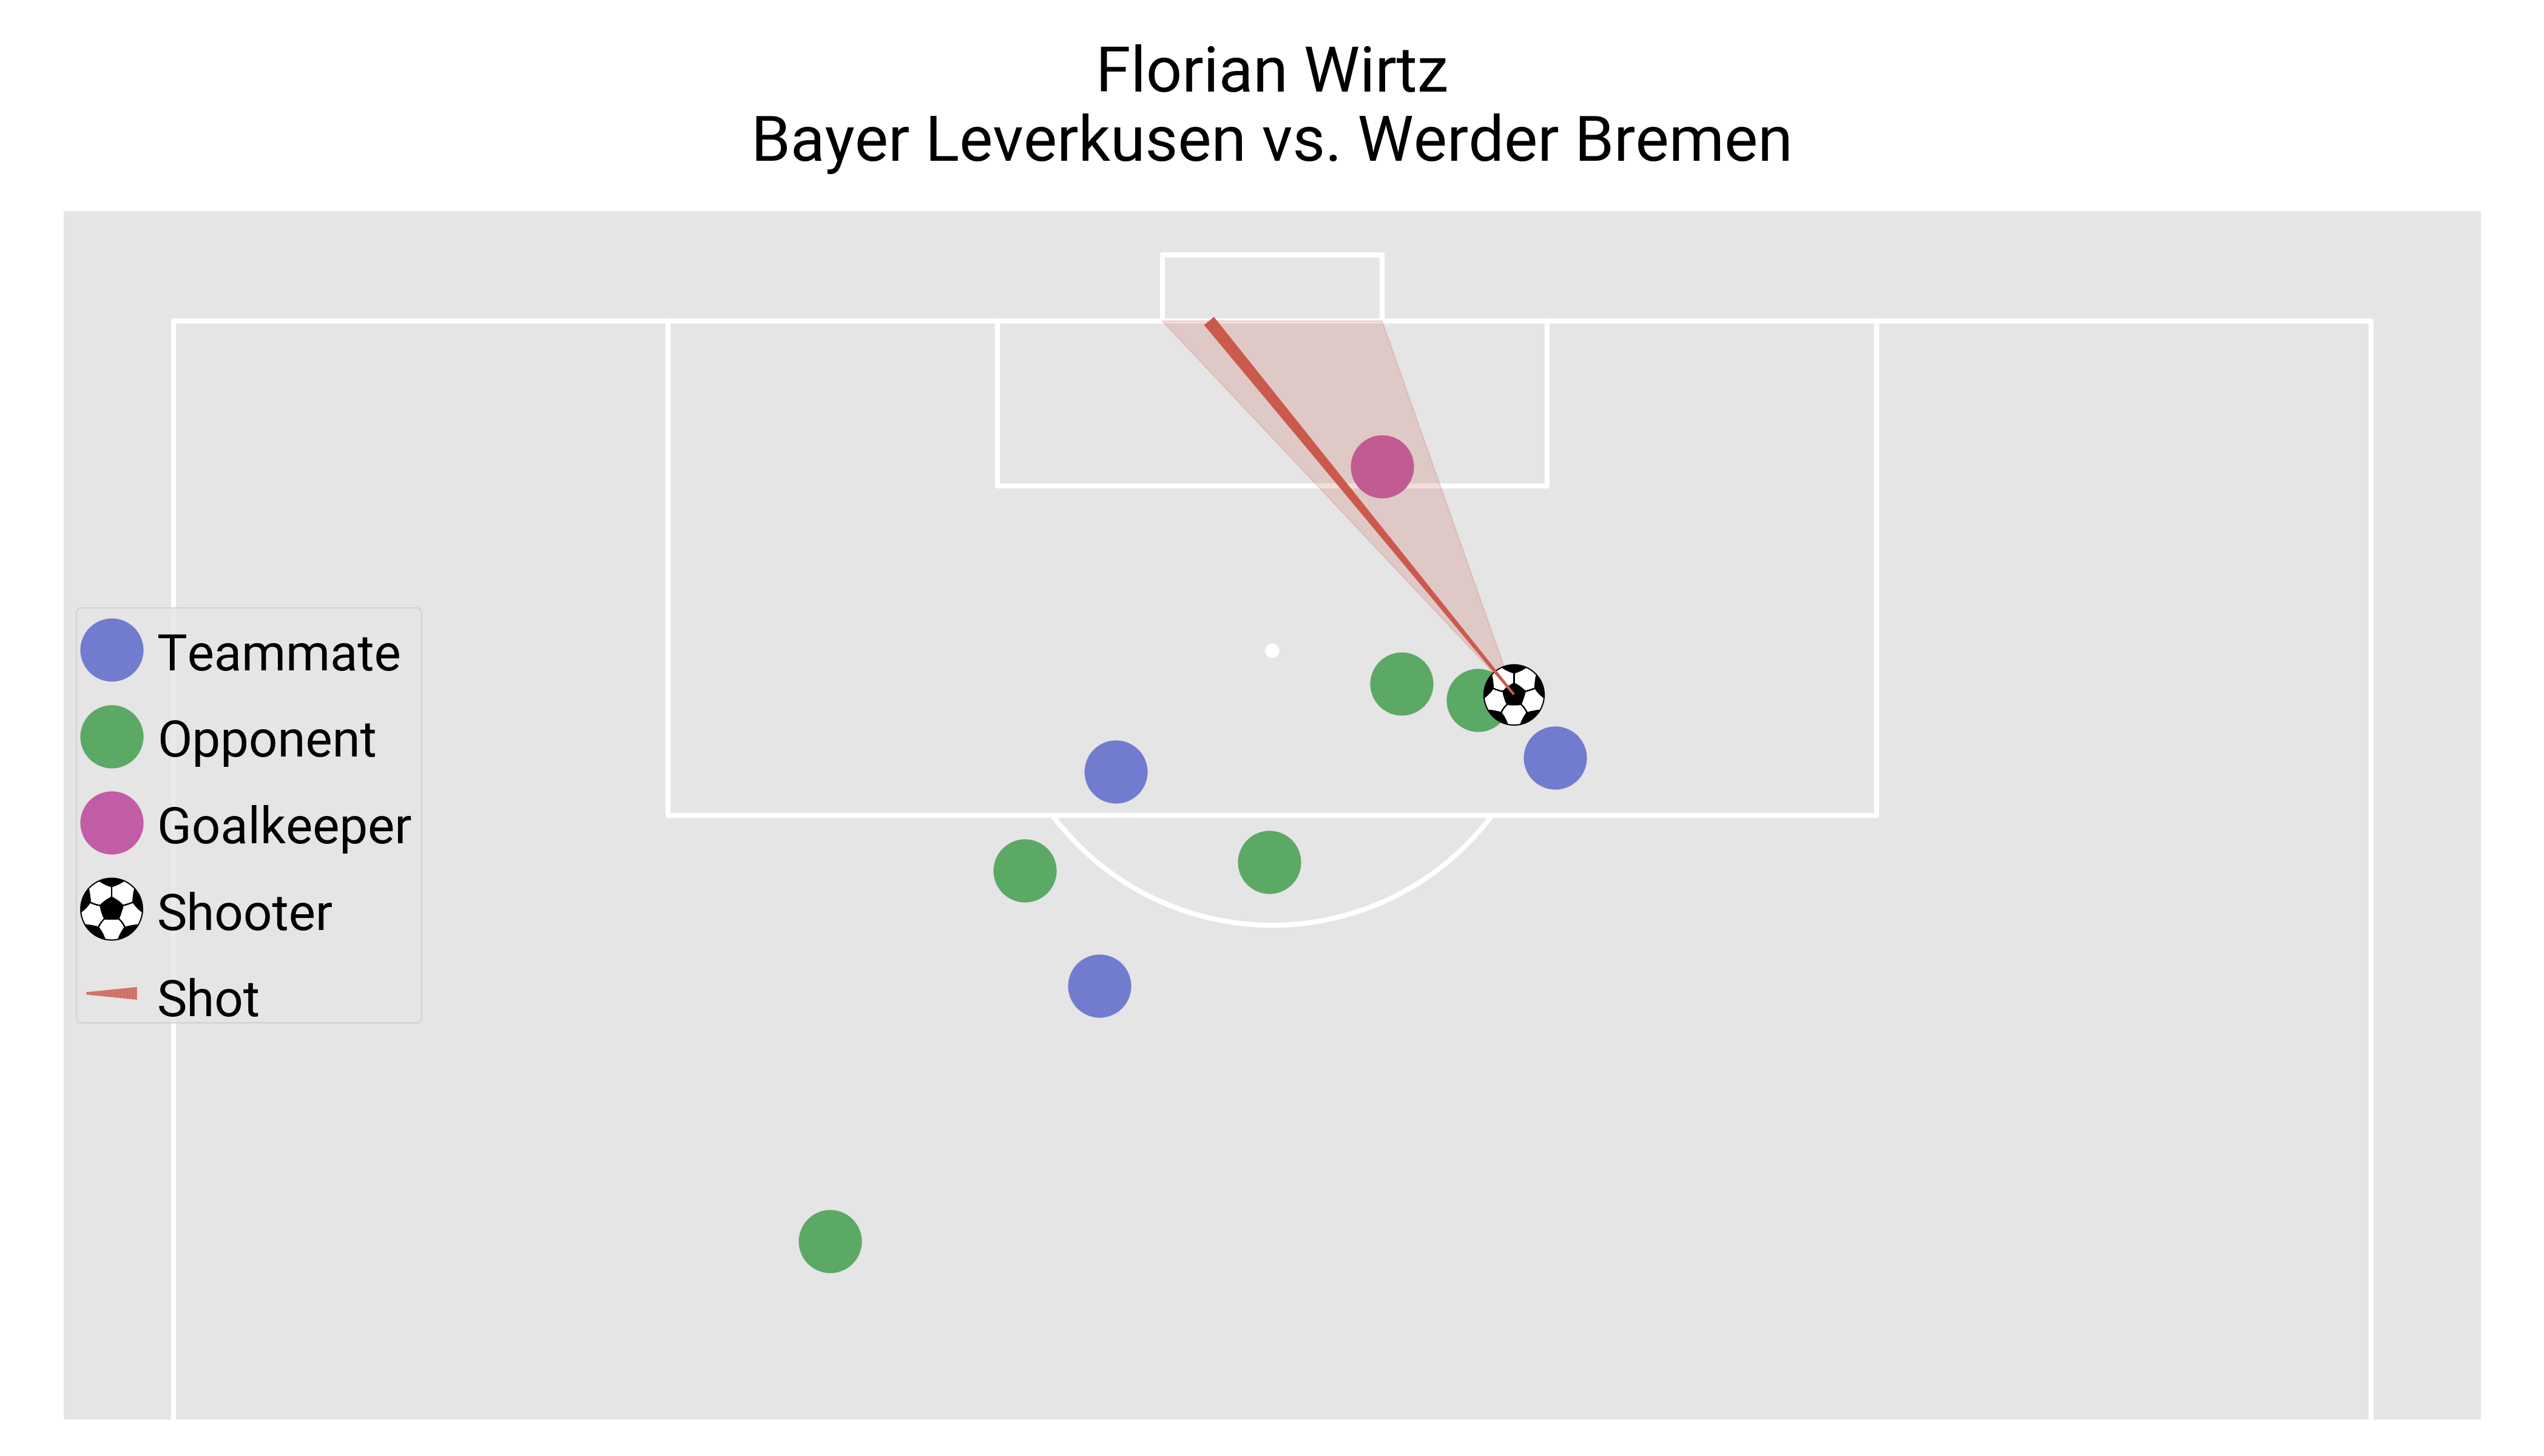 Florian Wirtz
Bayer Leverkusen vs. Werder Bremen
Teammate
Opponent
Goalkeeper
Shooter
Shot